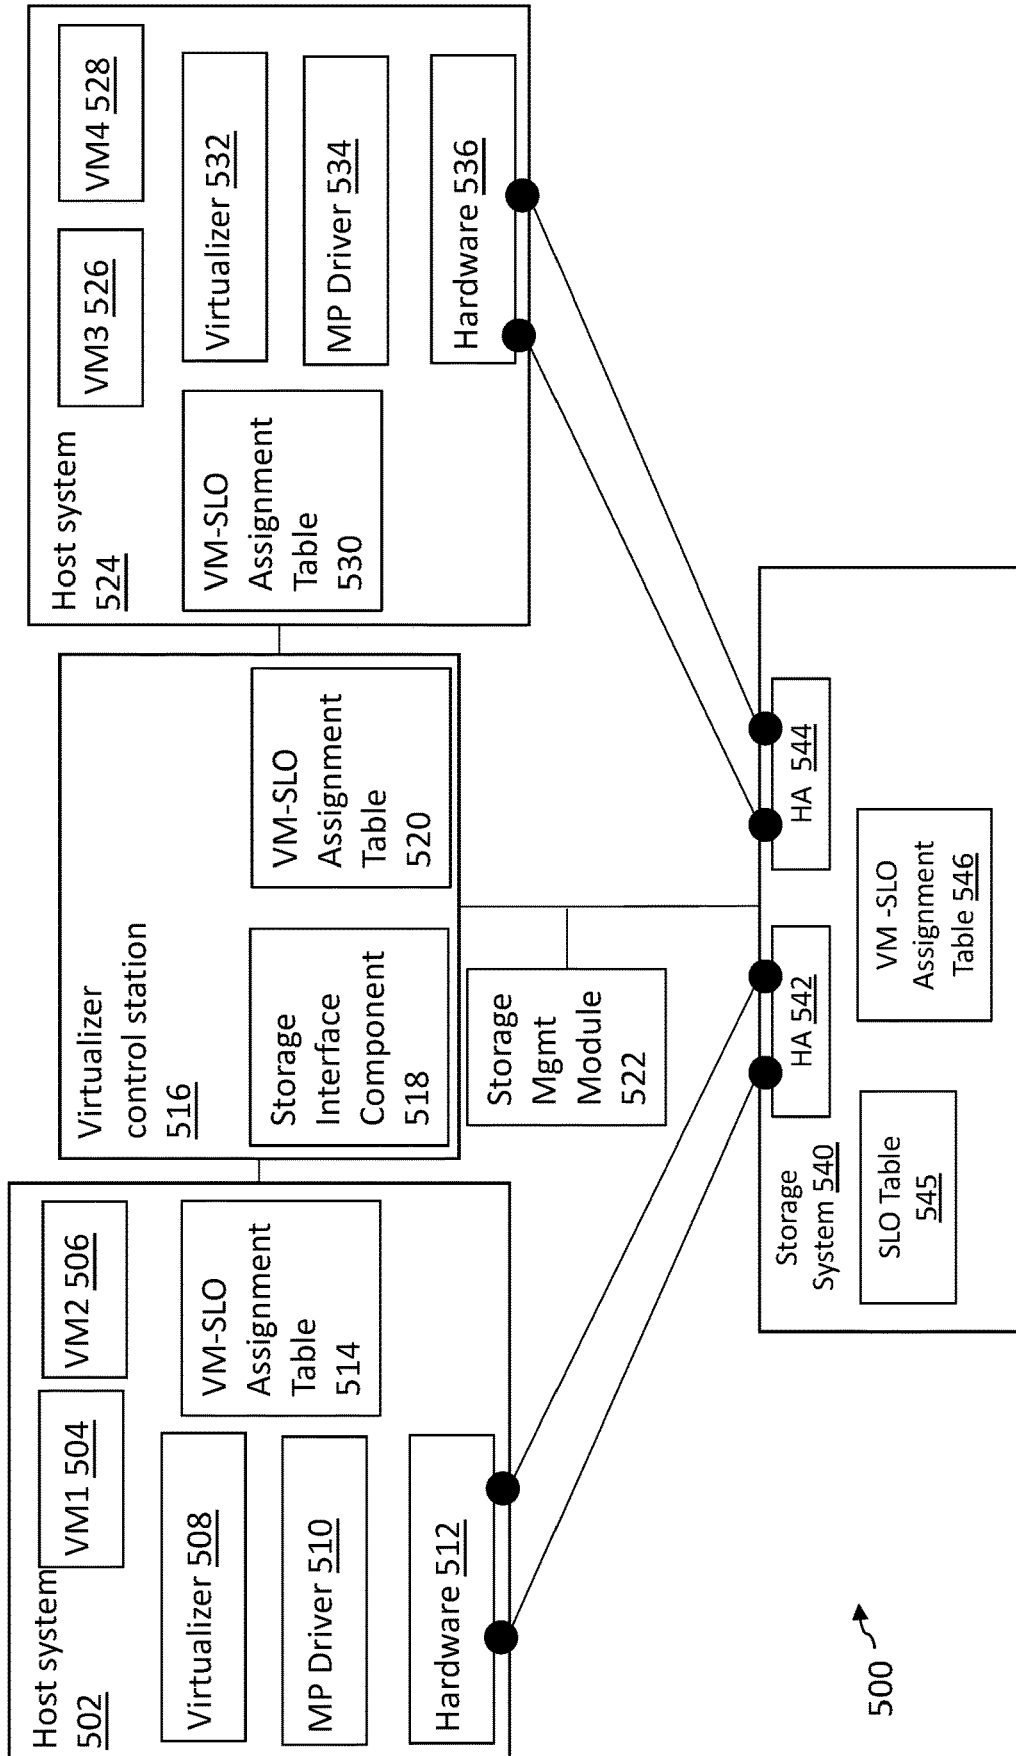 Host system
502
VM1 504
VM2 506
Virtualizer 508
MP Driver 510
Hardware 512
VM-SLO
Assignment
Table
514
Virtualizer
control station
516
Storage
Interface
Component
518
VM-SLO
Assignment
Table
520
Storage
Mgmt
Module
522
Host system
524
VM3 526
VM4 528
VM-SLO
Assignment
Table
530
Virtualizer 532
MP Driver 534
Hardware 536
Storage
System 540
HA 542
HA 544
SLO Table
545
VM -SLO
Assignment
Table 546
500